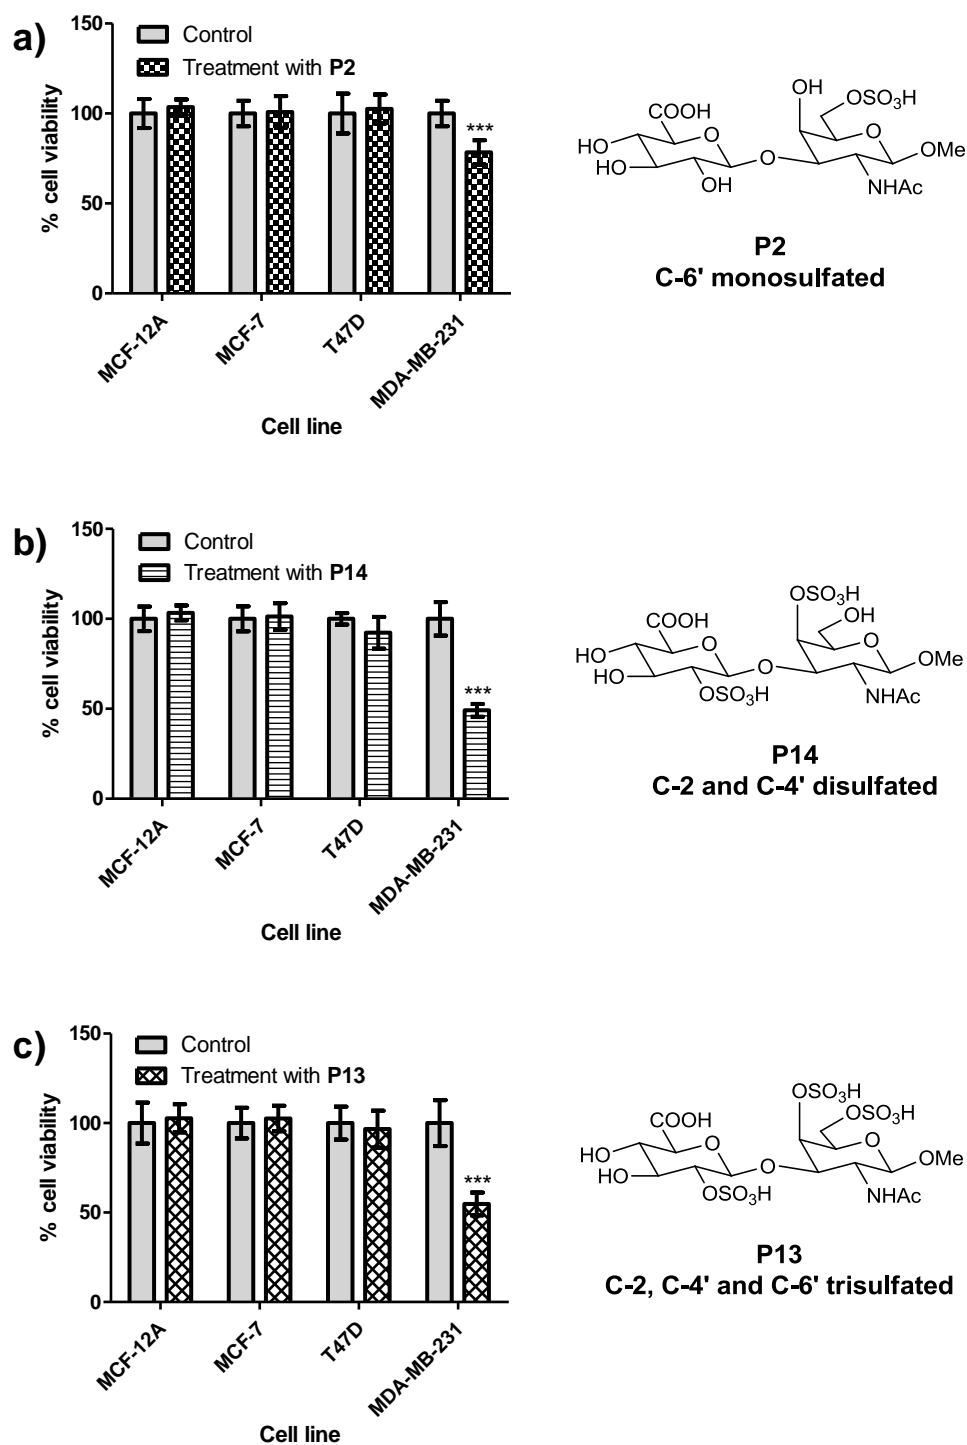 a)
150
100
50
0
% cell viability
Control
Treatment with P2
***
MCF-12A
MCF-7
T47D
MDA-MB-231
Cell line
OH
OSO₃H
COOH
HO
HO
OH
O
O
O
OMe
NHAc
P2
C-6' monosulfated
b)
150
100
50
0
% cell viability
Control
Treatment with P14
***
MCF-12A
MCF-7
T47D
MDA-MB-231
Cell line
OSO₃H
OH
COOH
HO
HO
OSO₃H
O
O
O
OMe
NHAc
P14
C-2 and C-4' disulfated
c)
150
100
50
0
% cell viability
Control
Treatment with P13
***
MCF-12A
MCF-7
T47D
MDA-MB-231
Cell line
OSO₃H
OSO₃H
COOH
HO
HO
OSO₃H
O
O
O
OMe
NHAc
P13
C-2, C-4' and C-6' trisulfated